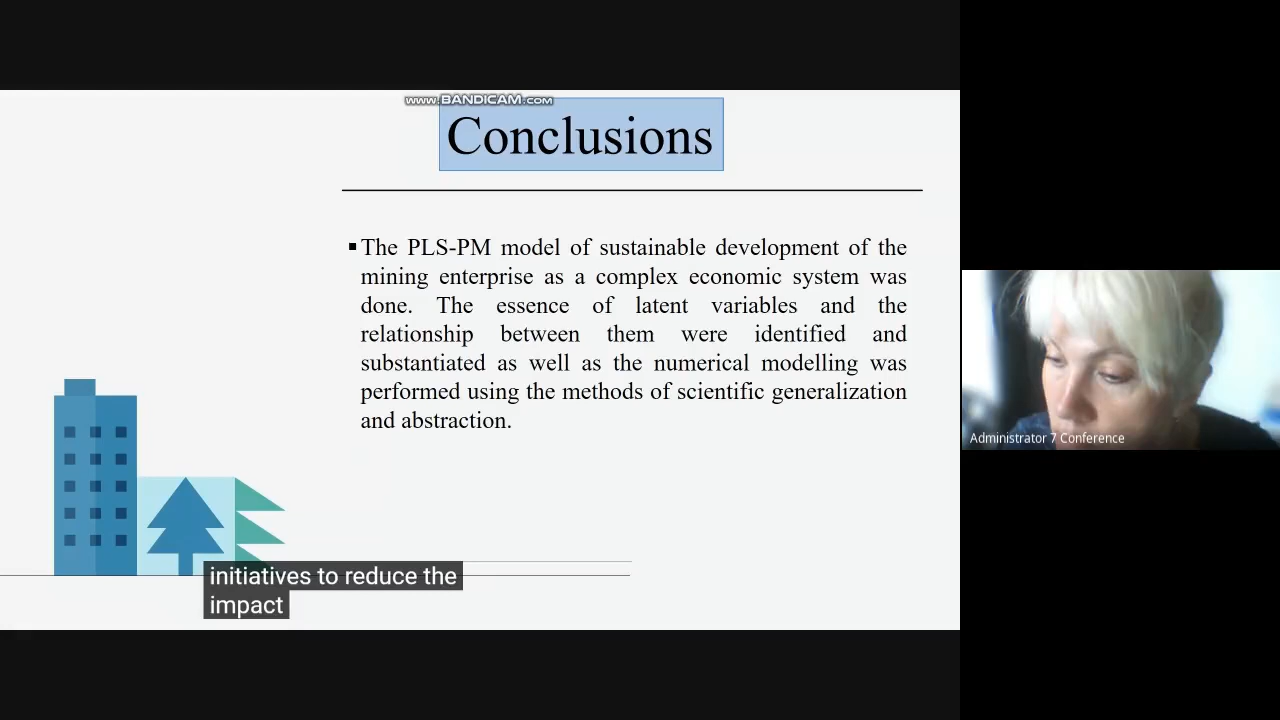 www.BANDICAM.com
Conclusions
▪The PLS-PM model of sustainable development of the
mining enterprise as a complex economic system was
done. The essence of latent variables and the
relationship between them were identified and
substantiated as well as the numerical modelling was
performed using the methods of scientific generalization
and abstraction.
Administrator 7 Conference
initiatives to reduce the
impact